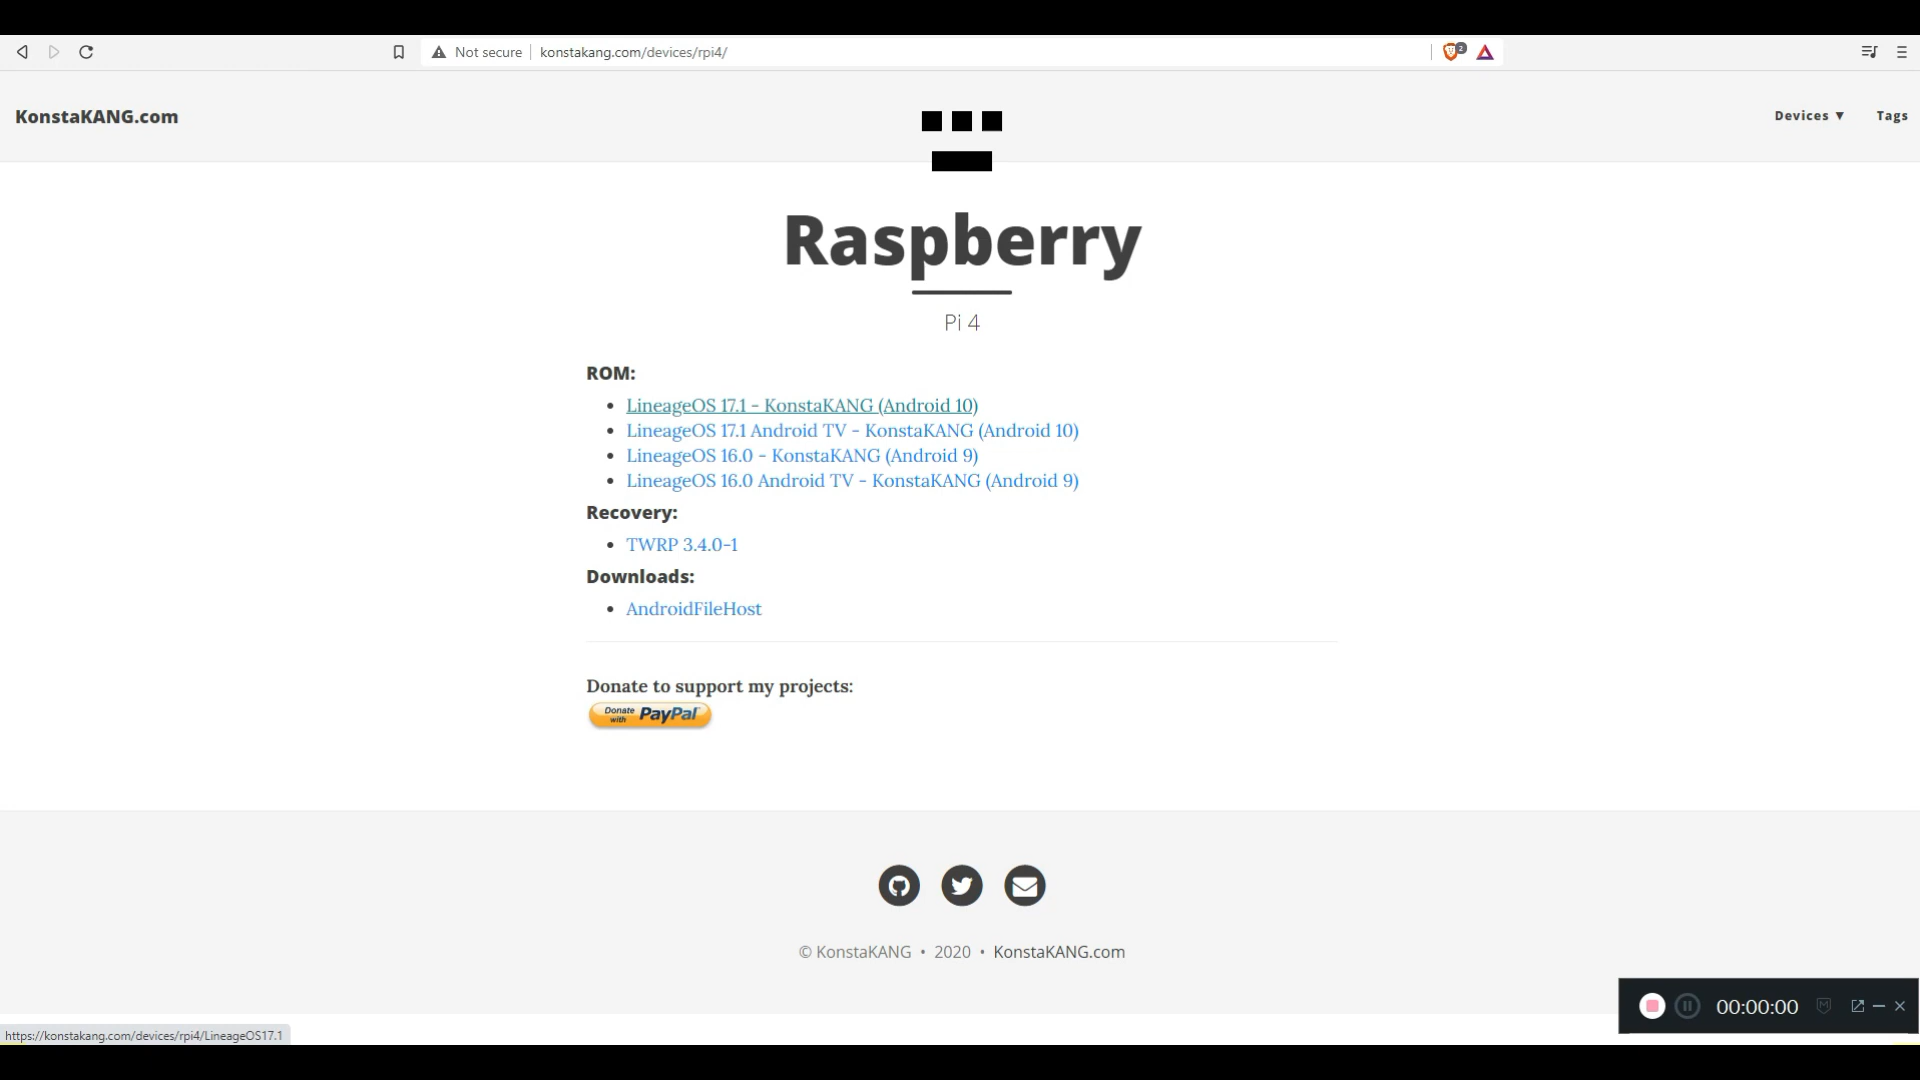 Not secure | konstakang.com/devices/rpi4/
2
KonstaKANG.com
Devices ▼
Tags
Raspberry
Pi 4
ROM:
• LineageOS 17.1 - KonstaKANG (Android 10)
• LineageOS 17.1 Android TV - KonstaKANG (Android 10)
• LineageOS 16.0 - KonstaKANG (Android 9)
• LineageOS 16.0 Android TV - KonstaKANG (Android 9)
Recovery:
• TWRP 3.4.0-1
Downloads:
• AndroidFileHost
Donate to support my projects:
Donate with PayPal
© KonstaKANG • 2020 • KonstaKANG.com
00:00:00
https://konstakang.com/devices/rpi4/LineageOS17.1